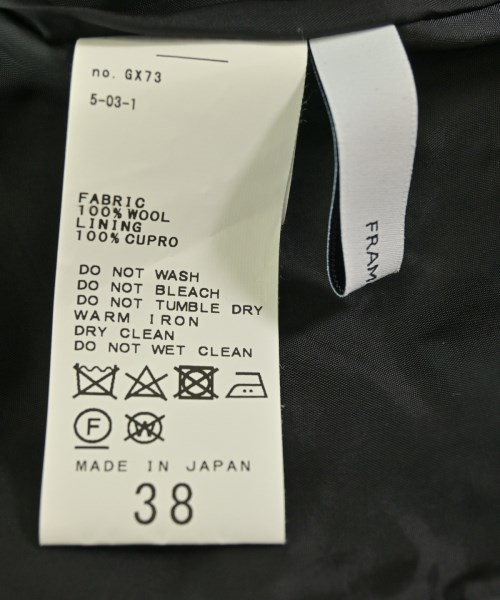 no. GX73
5-03-1
FABRIC
100% WOOL
LINING
100% CUPRO
DO NOT WASH
DO NOT BLEACH
DO NOT TUMBLE DRY
WARM IRON
DRY CLEAN
DO NOT WET CLEAN
F W
MADE IN JAPAN
38